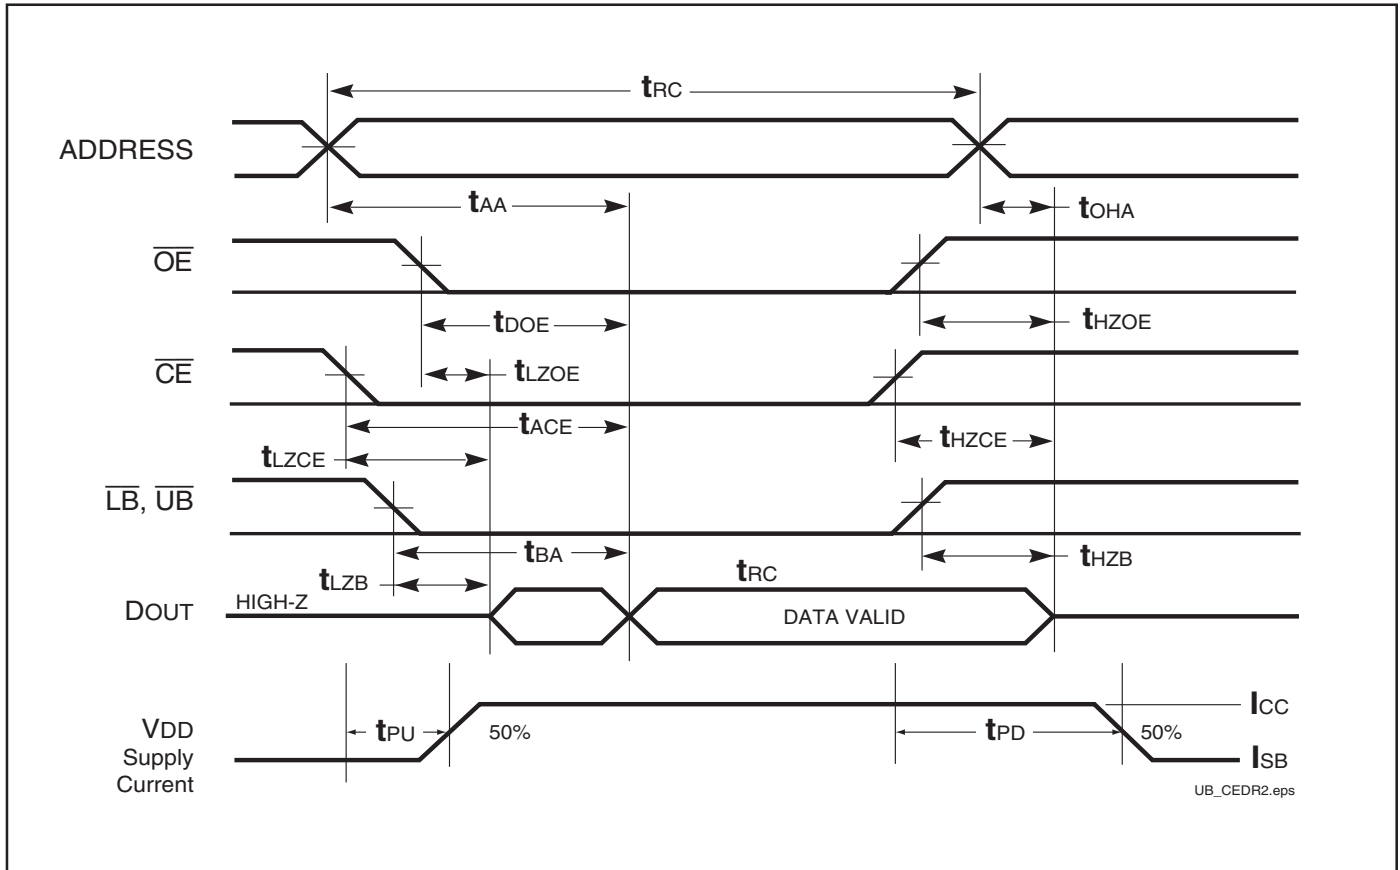 tRC
ADDRESS
tAA
tOHA
OE
tDOE
tHZOE
CE
tLZOE
tACE
tHZCE
tLZCE
LB, UB
tBA
tHZB
tLZB
tRC
DOUT
HIGH-Z
DATA VALID
ICC
VDD
tPU
50%
tPD
50%
Supply
ISB
Current
UB_CEDR2.eps